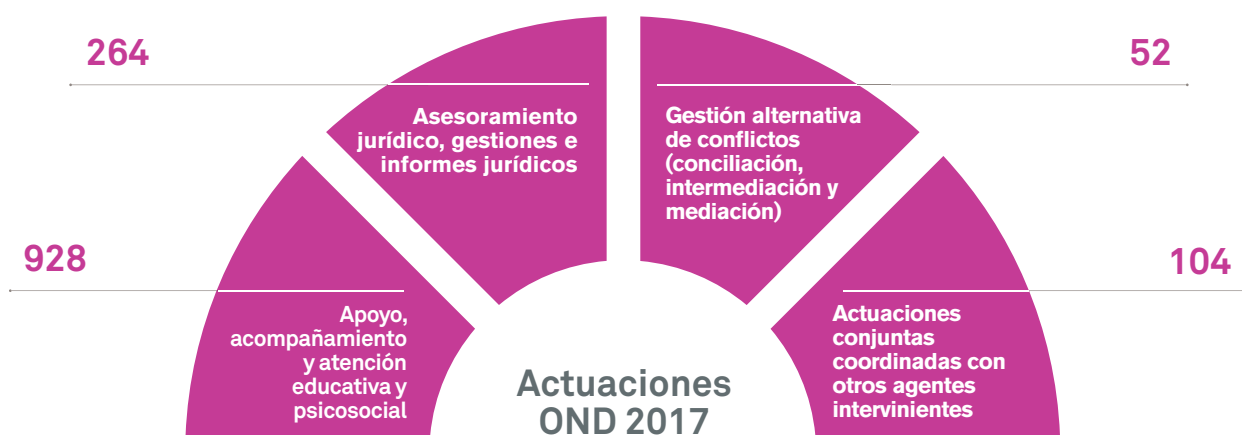 264
Asesoramiento
jurídico, gestiones e
informes jurídicos
52
Gestión alternativa
de conflictos
(conciliación,
intermediación y
mediación)
928
Apoyo,
acompañamiento
y atención
educativa y
psicosocial
104
Actuaciones
conjuntas
coordinadas con
otros agentes
intervinientes
Actuaciones
OND 2017